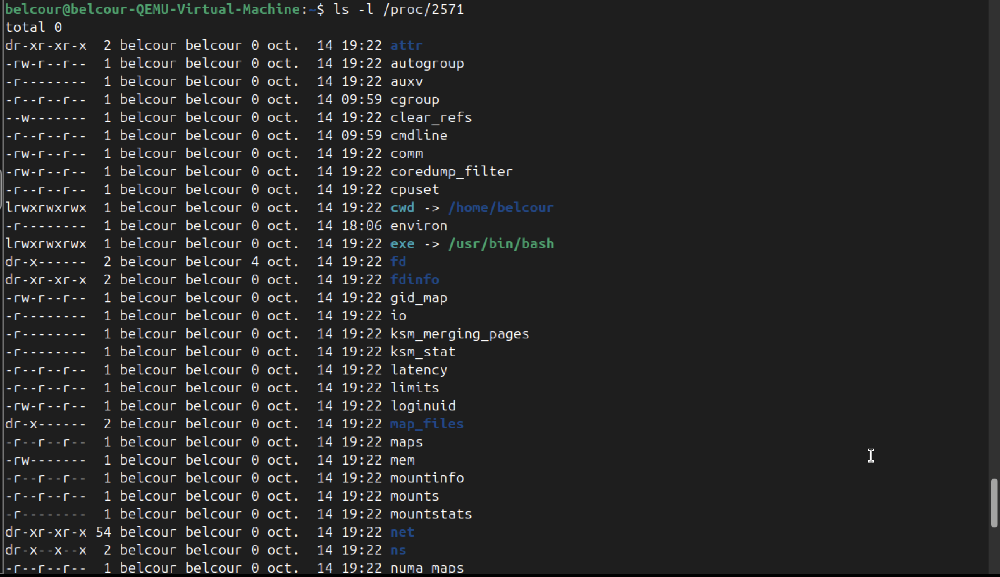 belcour@belcour-QEMU-Virtual-Machine:~$ ls -l /proc/2571
total 0
dr-xr-xr-x  2 belcour belcour 0 oct.  14 19:22 attr
-rw-r--r--  1 belcour belcour 0 oct.  14 19:22 autogroup
-r--------  1 belcour belcour 0 oct.  14 19:22 auxv
-r--r--r--  1 belcour belcour 0 oct.  14 09:59 cgroup
--w-------  1 belcour belcour 0 oct.  14 19:22 clear_refs
-r--r--r--  1 belcour belcour 0 oct.  14 09:59 cmdline
-rw-r--r--  1 belcour belcour 0 oct.  14 19:22 comm
-rw-r--r--  1 belcour belcour 0 oct.  14 19:22 coredump_filter
-r--r--r--  1 belcour belcour 0 oct.  14 19:22 cpuset
lrwxrwxrwx  1 belcour belcour 0 oct.  14 19:22 cwd -> /home/belcour
-r--------  1 belcour belcour 0 oct.  14 18:06 environ
lrwxrwxrwx  1 belcour belcour 0 oct.  14 19:22 exe -> /usr/bin/bash
dr-x------  2 belcour belcour 4 oct.  14 19:22 fd
dr-xr-xr-x  2 belcour belcour 0 oct.  14 19:22 fdinfo
-rw-r--r--  1 belcour belcour 0 oct.  14 19:22 gid_map
-r--------  1 belcour belcour 0 oct.  14 19:22 io
-r--------  1 belcour belcour 0 oct.  14 19:22 ksm_merging_pages
-r--------  1 belcour belcour 0 oct.  14 19:22 ksm_stat
-r--r--r--  1 belcour belcour 0 oct.  14 19:22 latency
-r--r--r--  1 belcour belcour 0 oct.  14 19:22 limits
-rw-r--r--  1 belcour belcour 0 oct.  14 19:22 loginuid
dr-x------  2 belcour belcour 0 oct.  14 19:22 map_files
-r--r--r--  1 belcour belcour 0 oct.  14 19:22 maps
-rw-------  1 belcour belcour 0 oct.  14 19:22 mem
-r--r--r--  1 belcour belcour 0 oct.  14 19:22 mountinfo
-r--r--r--  1 belcour belcour 0 oct.  14 19:22 mounts
-r--------  1 belcour belcour 0 oct.  14 19:22 mountstats
dr-xr-xr-x 54 belcour belcour 0 oct.  14 19:22 net
dr-x--x--x  2 belcour belcour 0 oct.  14 19:22 ns
-r--r--r--  1 belcour belcour 0 oct.  14 19:22 numa_maps